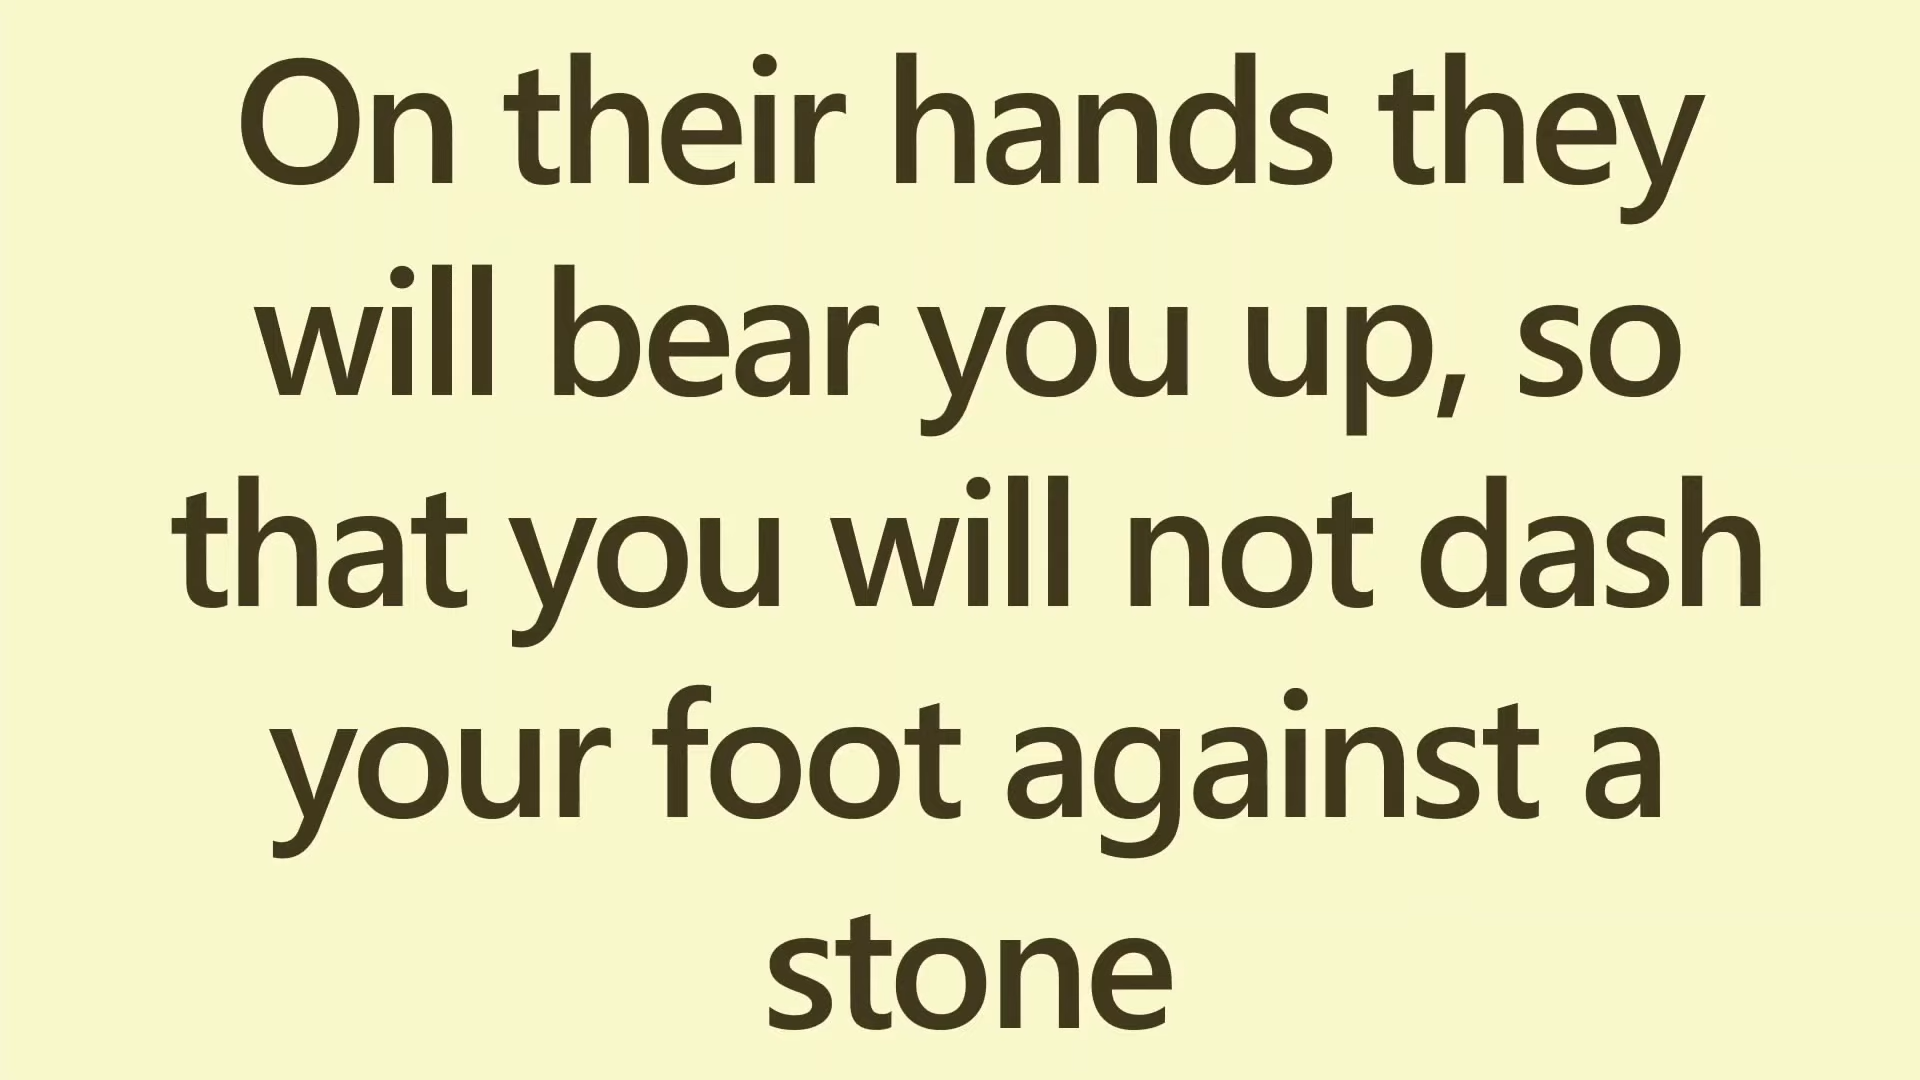 On their hands they
will bear you up, so
that you will not dash
your foot against a
stone